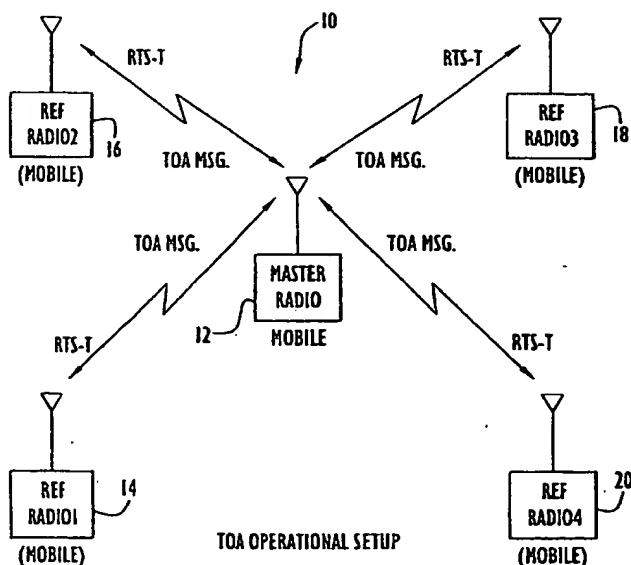 10
RTS-T
RTS-T
REF
RADIO2
16
(MOBILE)
REF
RADIO3
18
(MOBILE)
TOA MSG.
TOA MSG.
TOA MSG.
TOA MSG.
MASTER
RADIO
12
MOBILE
RTS-T
RTS-T
REF
RADIO1
14
(MOBILE)
REF
RADIO4
20
(MOBILE)
TOA OPERATIONAL SETUP